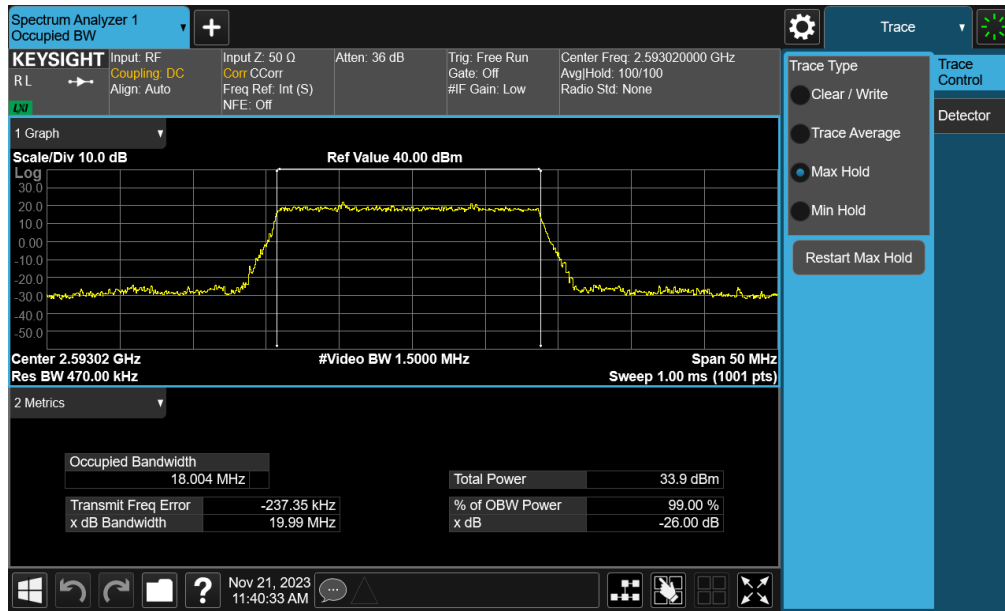 Spectrum Analyzer 1
Occupied BW
+
Trace
KEYSIGHT
R L
LXI
Input: RF
Coupling: DC
Align: Auto
Input Z: 50 Ω
Corr CCorr
Freq Ref: Int (S)
NFE: Off
Atten: 36 dB
Trig: Free Run
Gate: Off
#IF Gain: Low
Center Freq: 2.593020000 GHz
Avg|Hold: 100/100
Radio Std: None
Trace Type
Clear / Write
Trace Average
Max Hold
Min Hold
Restart Max Hold
Trace
Control
Detector
1 Graph
Scale/Div 10.0 dB
Ref Value 40.00 dBm
Log
30.0
20.0
10.0
0.00
-10.0
-20.0
-30.0
-40.0
-50.0
Center 2.59302 GHz
#Video BW 1.5000 MHz
Span 50 MHz
Res BW 470.00 kHz
Sweep 1.00 ms (1001 pts)
2 Metrics
Occupied Bandwidth
18.004 MHz
Total Power 33.9 dBm
Transmit Freq Error -237.35 kHz
% of OBW Power 99.00 %
x dB Bandwidth 19.99 MHz
x dB -26.00 dB
?
Nov 21, 2023
11:40:33 AM